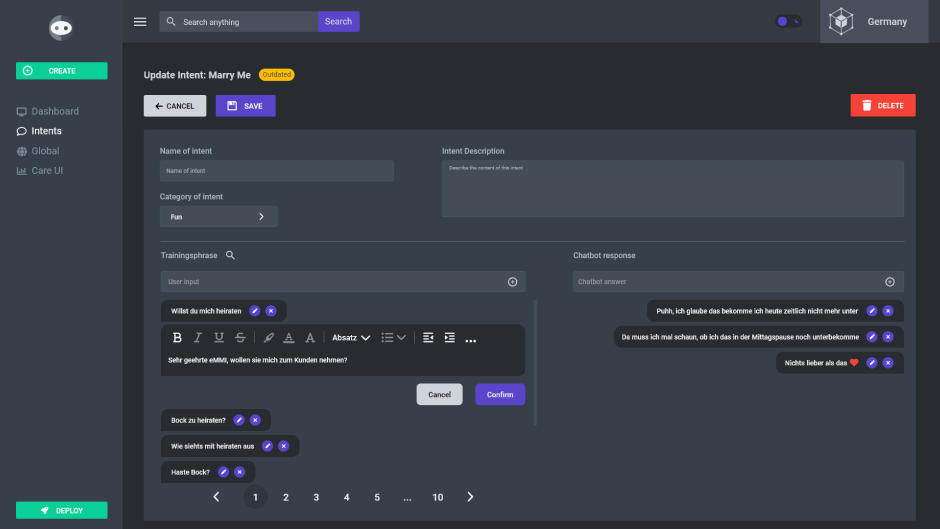 Search anything
Search
Germany
CREATE
Dashboard
Intents
Global
Care UI
DEPLOY
Update Intent: Marry Me
Outdated
CANCEL
SAVE
DELETE
Name of intent
Name of intent
Category of intent
Fun
Intent Description
Describe the content of this intent
Trainingsphrase
User input
Willst du mich heiraten
B I U S A A Absatz ...
Sehr geehrte eMMI, wollen sie mich zum Kunden nehmen?
Cancel
Confirm
Bock zu heiraten?
Wie siehts mit heiraten aus
Haste Bock?
1 2 3 4 5 ... 10
Chatbot response
Chatbot answer
Puhh, ich glaube das bekomme ich heute zeitlich nicht mehr unter
Da muss ich mal schaun, ob ich das in der Mittagspause noch unterbekomme
Nichts lieber als das